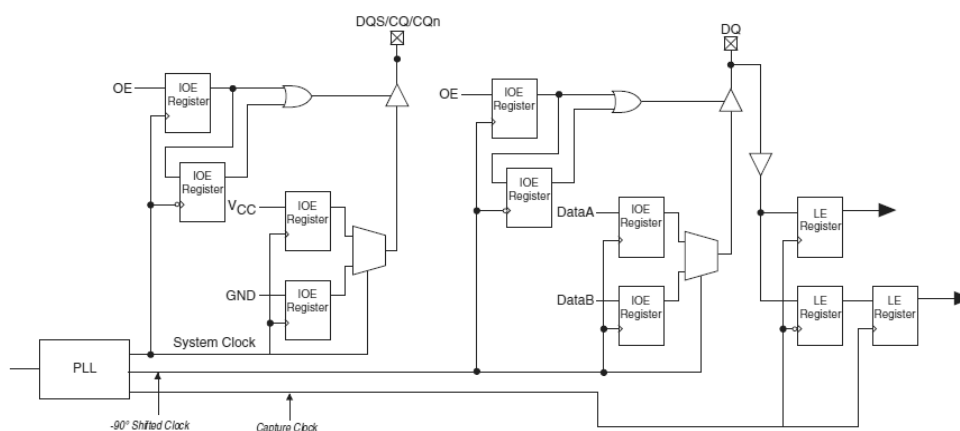 DQS/CQ/CQn
DQ
OE
IOE
Register
OE
IOE
Register
IOE
Register
IOE
Register
VCC
IOE
Register
DataA
IOE
Register
LE
Register
GND
IOE
Register
DataB
IOE
Register
LE
Register
LE
Register
System Clock
PLL
-90° Shifted Clock
Capture Clock